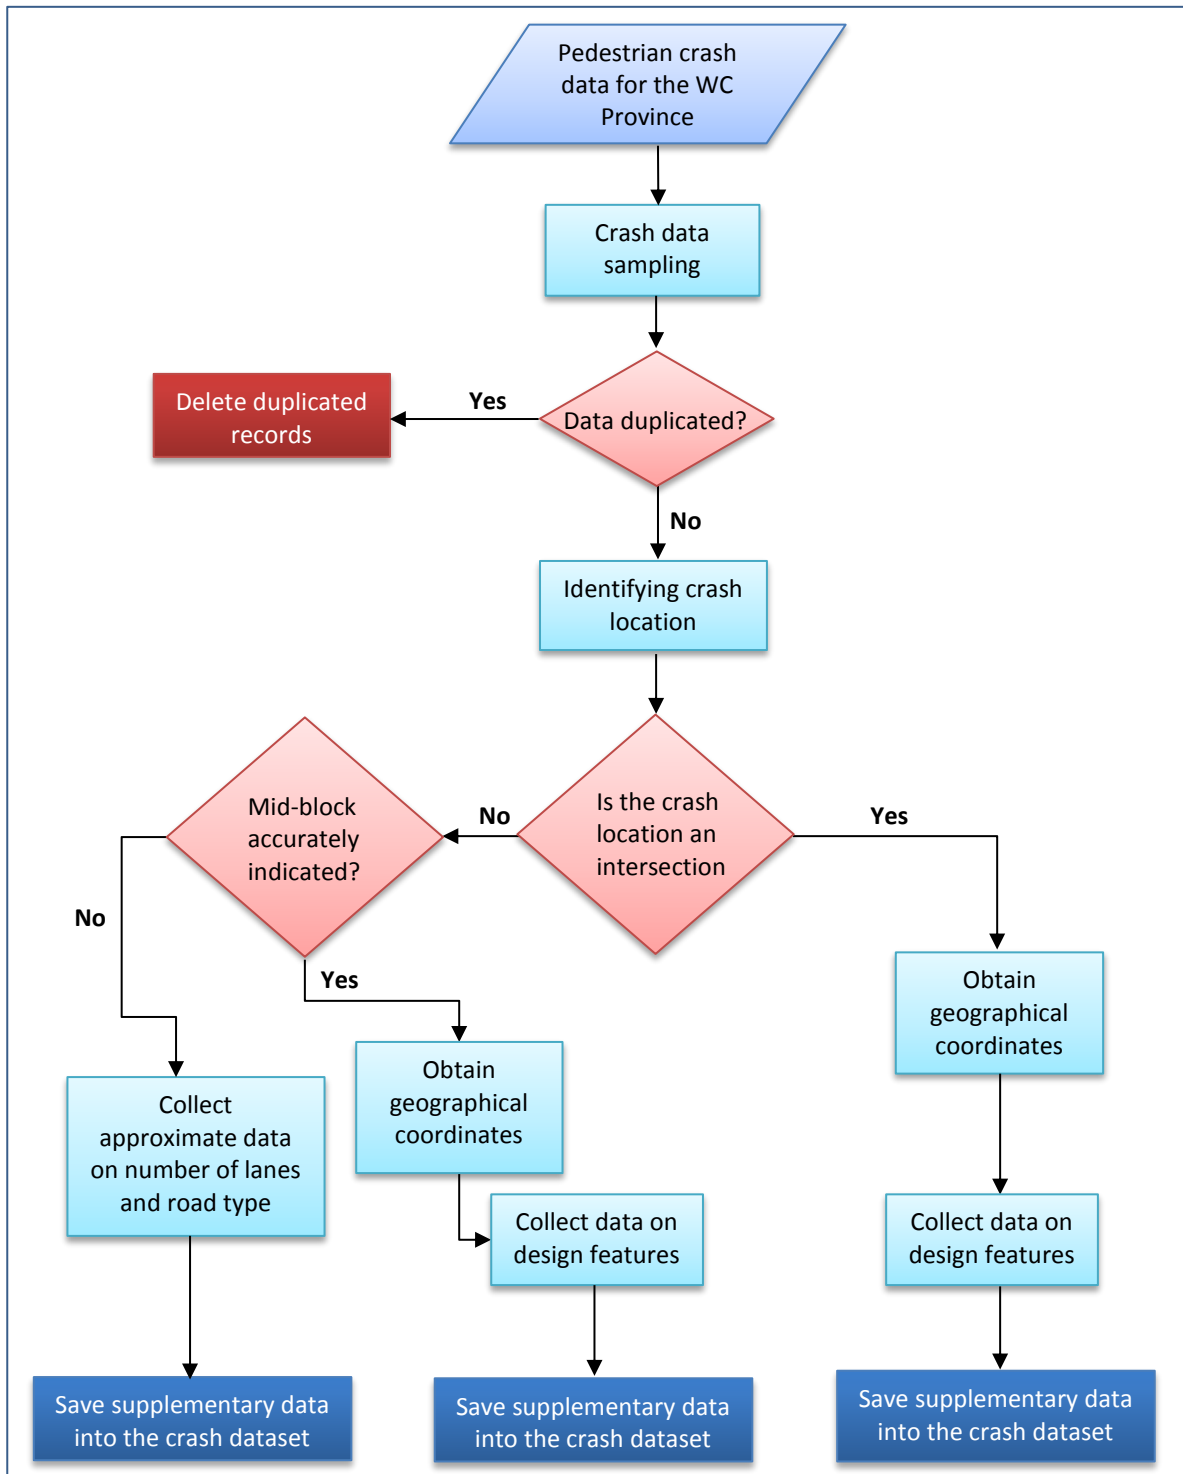 Pedestrian crash
data for the WC
Province
Crash data
sampling
Data duplicated?
Yes
Delete duplicated
records
No
Identifying crash
location
Is the crash
location an
intersection
No
Yes
Mid-block
accurately
indicated?
No
Yes
Obtain
geographical
coordinates
Obtain
geographical
coordinates
Collect
approximate data
on number of lanes
and road type
Collect data on
design features
Collect data on
design features
Save supplementary data
into the crash dataset
Save supplementary data
into the crash dataset
Save supplementary data
into the crash dataset